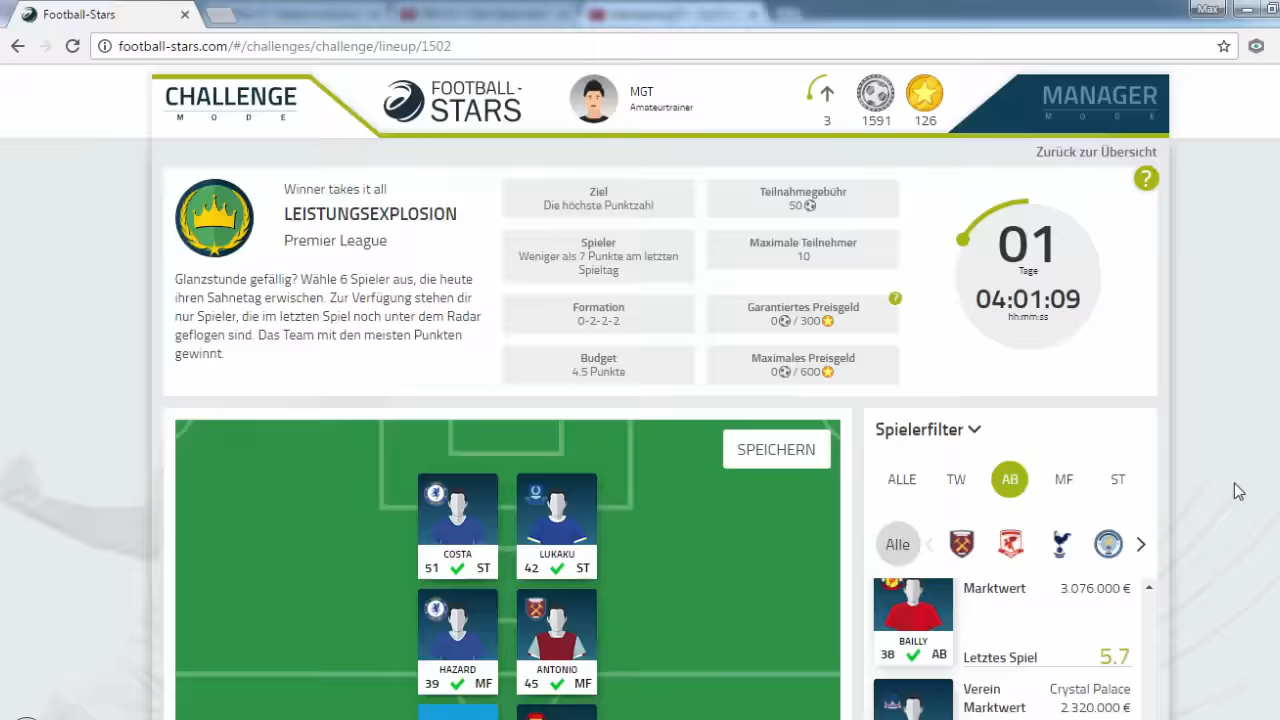 Football-Stars
Max
football-stars.com/#/challenges/challenge/lineup/1502
CHALLENGE
MODE
FOOTBALL-
STARS
MGT
Amateurtrainer
3
1591
126
MANAGER
MODE
Zurück zur Übersicht
?
Winner takes it all
LEISTUNGSEXPLOSION
Premier League
Glanzstunde gefällig? Wähle 6 Spieler aus, die heute
ihren Sahnetag erwischen. Zur Verfügung stehen dir
nur Spieler, die im letzten Spiel noch unter dem Radar
geflogen sind. Das Team mit den meisten Punkten
gewinnt.
Ziel
Die höchste Punktzahl
Teilnahmegebühr
50
Spieler
Weniger als 7 Punkte am letzten
Spieltag
Maximale Teilnehmer
10
Formation
0-2-2-2
?
Garantiertes Preisgeld
0 / 300
Budget
4.5 Punkte
Maximales Preisgeld
0 / 600
01
Tage
04:01:09
hh:mm:ss
SPEICHERN
COSTA
51 ST
LUKAKU
42 ST
HAZARD
39 MF
ANTONIO
45 MF
Spielerfilter
ALLE TW AB MF ST
Alle
Marktwert 3.076.000 €
BAILLY
38 AB
Letztes Spiel 5.7
Verein Crystal Palace
Marktwert 2.320.000 €